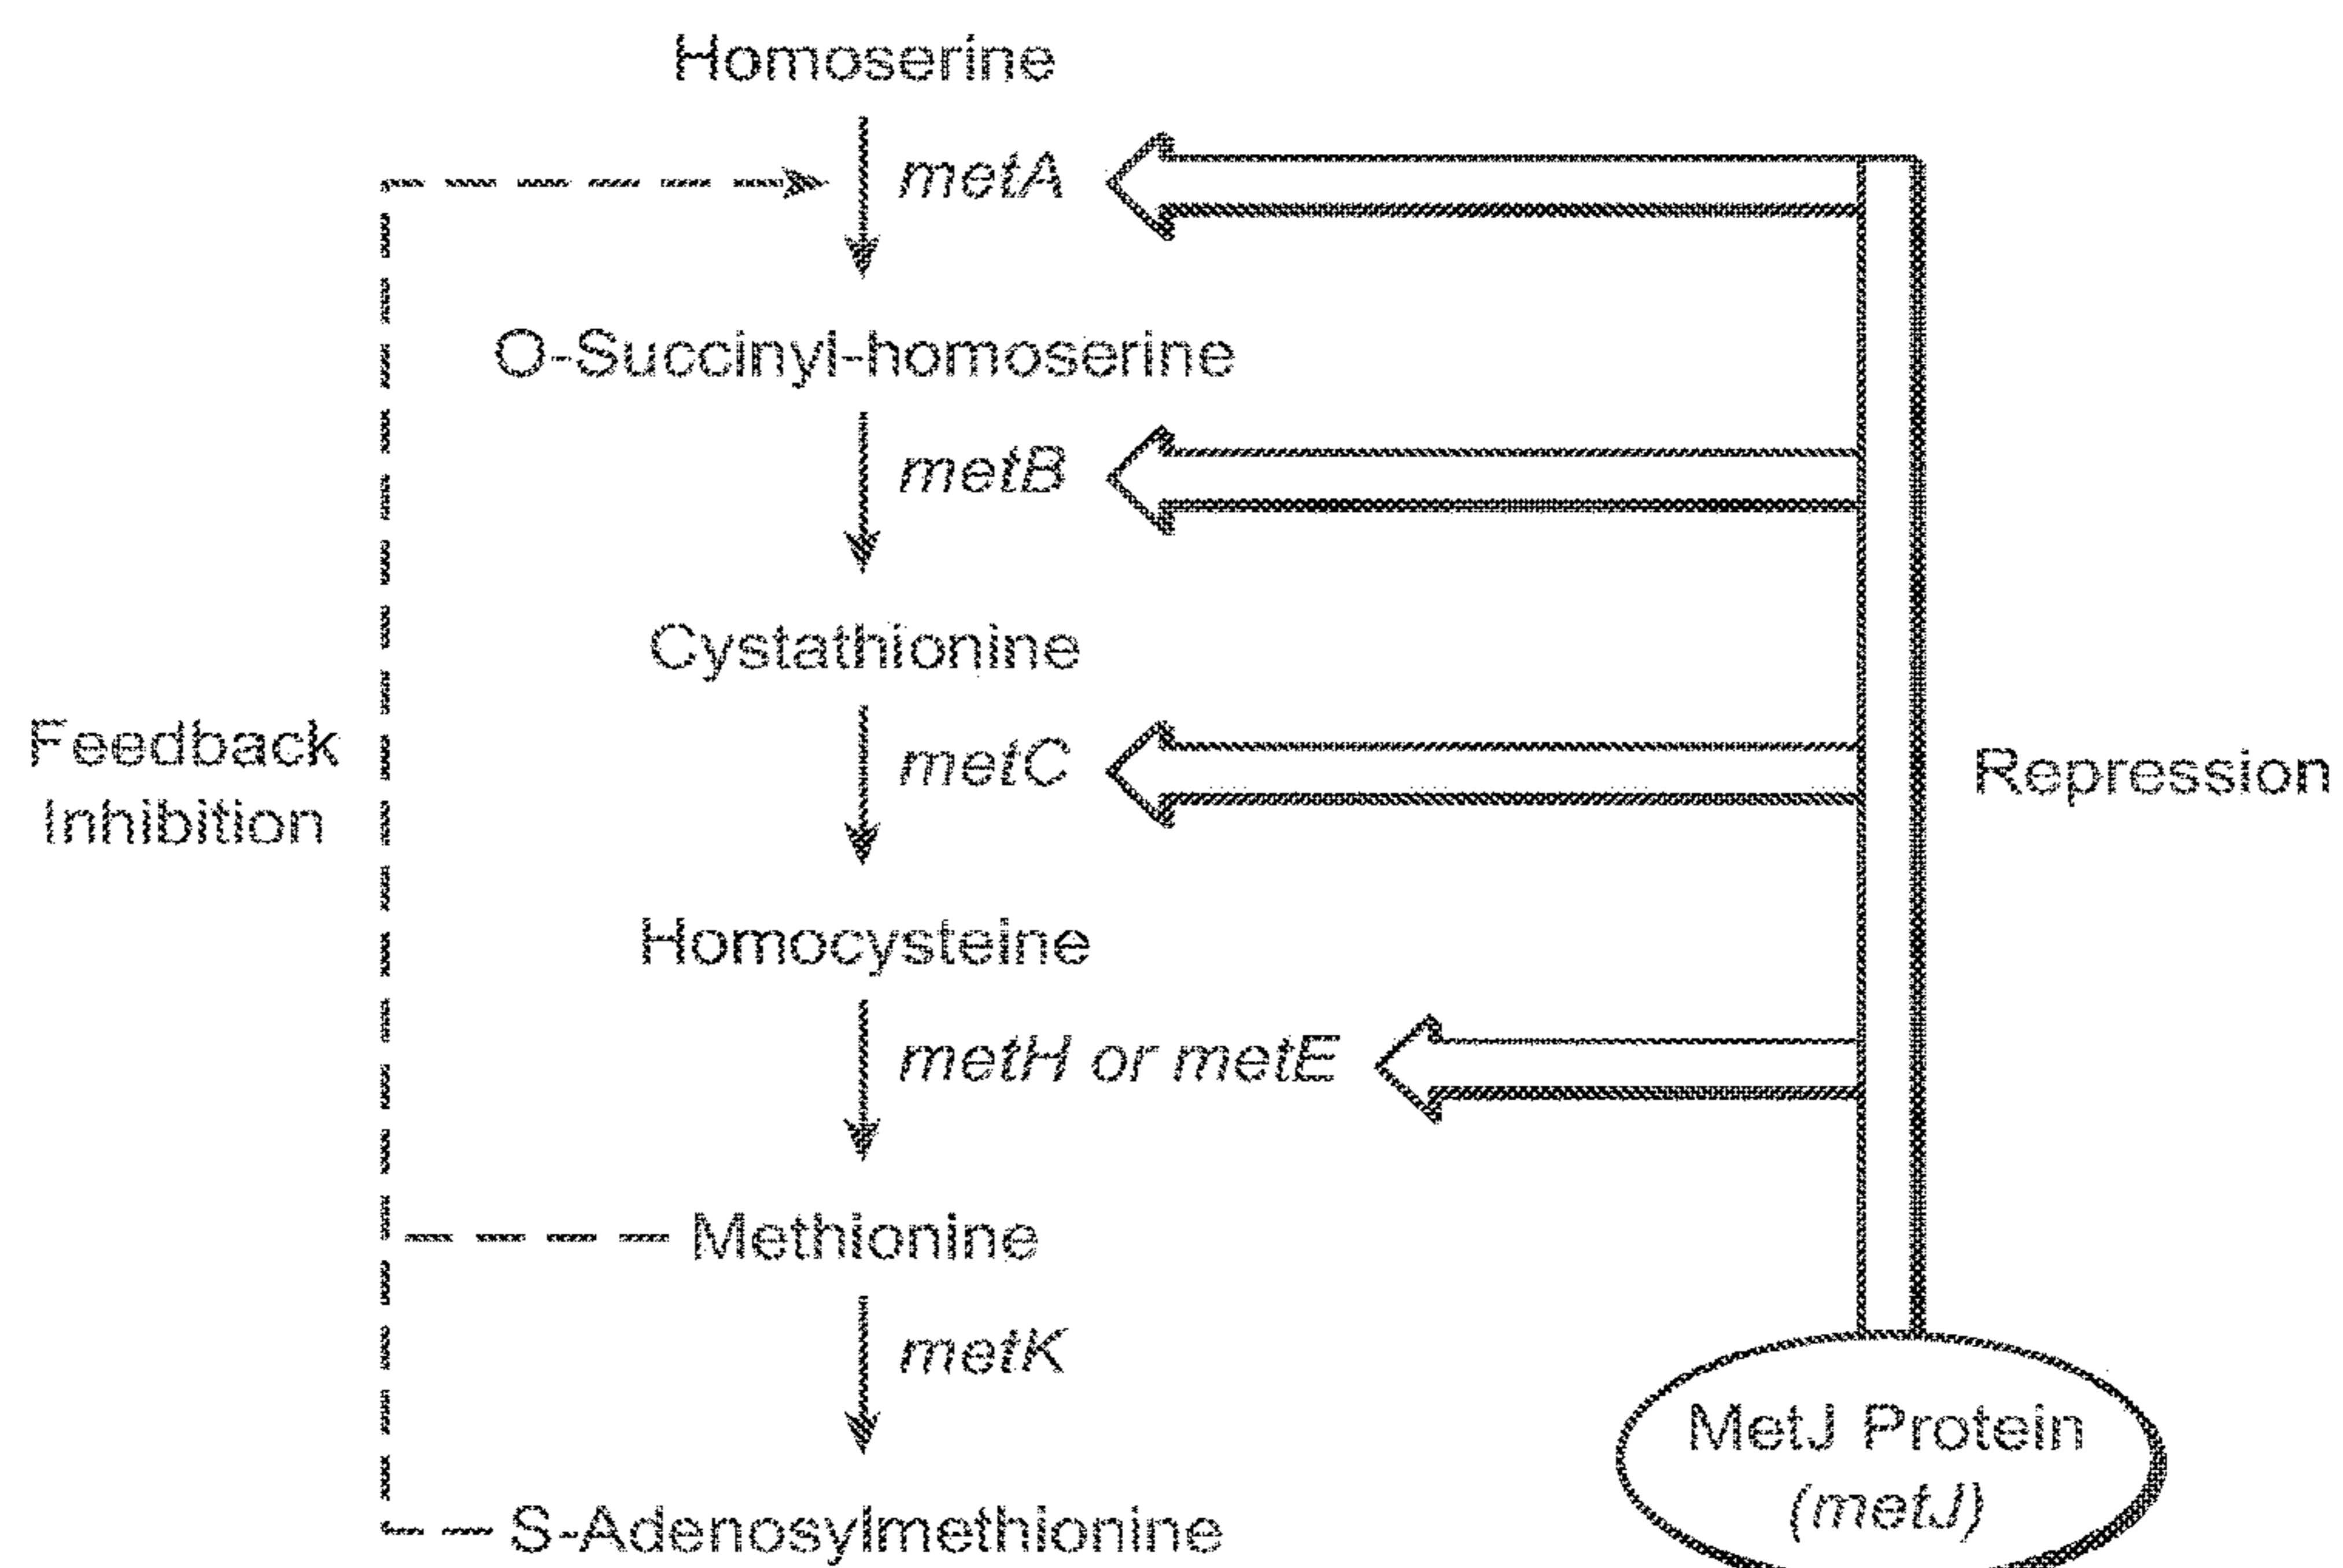 Homoserine
metA
O-Succinyl-homoserine
metB
Cystathionine
Feedback
Inhibition
metC
Repression
Homocysteine
metH or metE
Methionine
metK
MetJ Protein
(metJ)
S-Adenosylmethionine